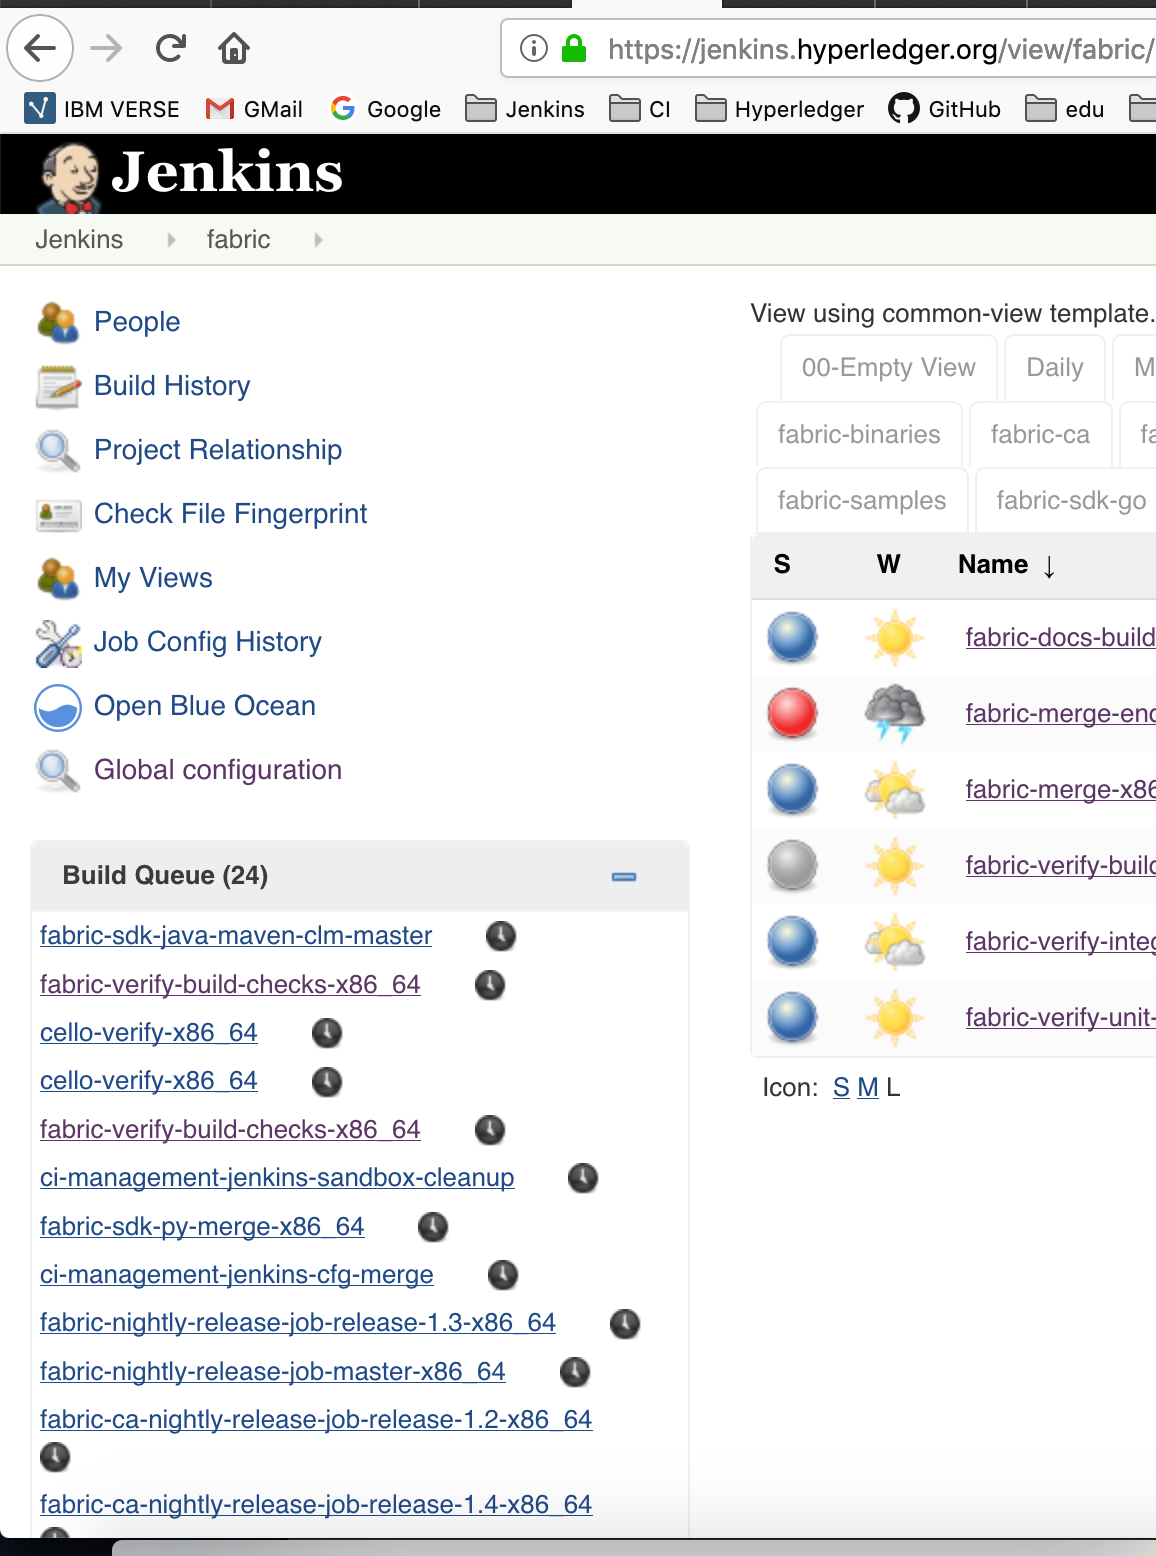 https://jenkins.hyperledger.org/view/fabric/
IBM VERSE GMail Google Jenkins CI Hyperledger GitHub edu
Jenkins
Jenkins fabric
People
Build History
Project Relationship
Check File Fingerprint
My Views
Job Config History
Open Blue Ocean
Global configuration
Build Queue (24)
fabric-sdk-java-maven-clm-master
fabric-verify-build-checks-x86_64
cello-verify-x86_64
cello-verify-x86_64
fabric-verify-build-checks-x86_64
ci-management-jenkins-sandbox-cleanup
fabric-sdk-py-merge-x86_64
ci-management-jenkins-cfg-merge
fabric-nightly-release-job-release-1.3-x86_64
fabric-nightly-release-job-master-x86_64
fabric-ca-nightly-release-job-release-1.2-x86_64
fabric-ca-nightly-release-job-release-1.4-x86_64
View using common-view template.
00-Empty View Daily M
fabric-binaries fabric-ca fa
fabric-samples fabric-sdk-go
S W Name ↓
fabric-docs-build
fabric-merge-end
fabric-merge-x86
fabric-verify-build
fabric-verify-integ
fabric-verify-unit-
Icon: S M L